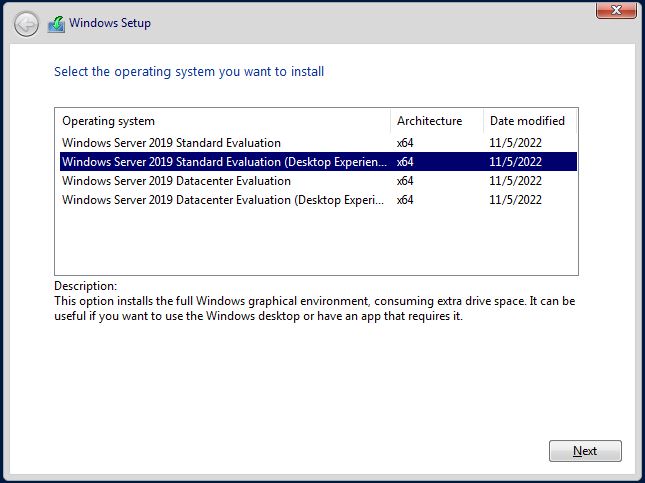 Windows Setup
Select the operating system you want to install
Operating system Architecture Date modified
Windows Server 2019 Standard Evaluation x64 11/5/2022
Windows Server 2019 Standard Evaluation (Desktop Experien... x64 11/5/2022
Windows Server 2019 Datacenter Evaluation x64 11/5/2022
Windows Server 2019 Datacenter Evaluation (Desktop Experi... x64 11/5/2022
Description:
This option installs the full Windows graphical environment, consuming extra drive space. It can be
useful if you want to use the Windows desktop or have an app that requires it.
Next